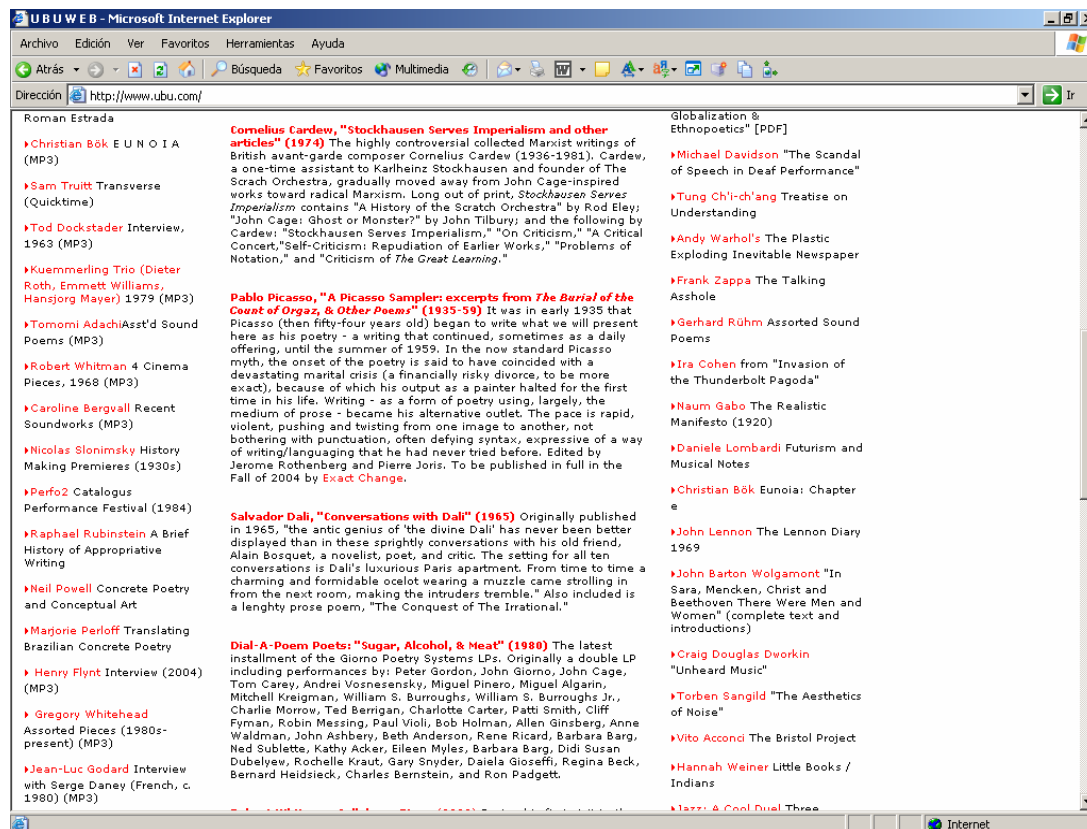 U B U W E B - Microsoft Internet Explorer
Archivo Edición Ver Favoritos Herramientas Ayuda
Atrás Búsqueda Favoritos Multimedia
Dirección http://www.ubu.com/ Ir
Roman Estrada
Christian Bök E U N O I A
(MP3)
Sam Truitt Transverse
(Quicktime)
Tod Dockstader Interview,
1963 (MP3)
Kuemmerling Trio (Dieter
Roth, Emmett Williams,
Hansjorg Mayer) 1979 (MP3)
Tomomi AdachiAsst'd Sound
Poems (MP3)
Robert Whitman 4 Cinema
Pieces, 1968 (MP3)
Caroline Bergvall Recent
Soundworks (MP3)
Nicolas Slonimsky History
Making Premieres (1930s)
Perfo2 Catalogus
Performance Festival (1984)
Raphael Rubinstein A Brief
History of Appropriative
Writing
Neil Powell Concrete Poetry
and Conceptual Art
Marjorie Perloff Translating
Brazilian Concrete Poetry
Henry Flynt Interview (2004)
(MP3)
Gregory Whitehead
Assorted Pieces (1980s-
present) (MP3)
Jean-Luc Godard Interview
with Serge Daney (French, c.
1980) (MP3)
Cornelius Cardew, "Stockhausen Serves Imperialism and other
articles" (1974) The highly controversial collected Marxist writings of
British avant-garde composer Cornelius Cardew (1936-1981). Cardew,
a one-time assistant to Karlheinz Stockhausen and founder of The
Scrach Orchestra, gradually moved away from John Cage-inspired
works toward radical Marxism. Long out of print, Stockhausen Serves
Imperialism contains "A History of the Scratch Orchestra" by Rod Eley;
"John Cage: Ghost or Monster?" by John Tilbury; and the following by
Cardew: "Stockhausen Serves Imperialism," "On Criticism," "A Critical
Concert,"Self-Criticism: Repudiation of Earlier Works," "Problems of
Notation," and "Criticism of The Great Learning."
Pablo Picasso, "A Picasso Sampler: excerpts from The Burial of the
Count of Orgaz, & Other Poems" (1935-59) It was in early 1935 that
Picasso (then fifty-four years old) began to write what we will present
here as his poetry - a writing that continued, sometimes as a daily
offering, until the summer of 1959. In the now standard Picasso
myth, the onset of the poetry is said to have coincided with a
devastating marital crisis (a financially risky divorce, to be more
exact), because of which his output as a painter halted for the first
time in his life. Writing - as a form of poetry using, largely, the
medium of prose - became his alternative outlet. The pace is rapid,
violent, pushing and twisting from one image to another, not
bothering with punctuation, often defying syntax, expressive of a way
of writing/languaging that he had never tried before. Edited by
Jerome Rothenberg and Pierre Joris. To be published in full in the
Fall of 2004 by Exact Change.
Salvador Dali, "Conversations with Dali" (1965) Originally published
in 1965, "the antic genius of 'the divine Dali' has never been better
displayed than in these sprightly conversations with his old friend,
Alain Bosquet, a novelist, poet, and critic. The setting for all ten
conversations is Dali's luxurious Paris apartment. From time to time a
charming and formidable ocelot wearing a muzzle came strolling in
from the next room, making the intruders tremble." Also included is
a lenghty prose poem, "The Conquest of The Irrational."
Dial-A-Poem Poets: "Sugar, Alcohol, & Meat" (1980) The latest
installment of the Giorno Poetry Systems LPs. Originally a double LP
including performances by: Peter Gordon, John Giorno, John Cage,
Tom Carey, Andrei Vosnesensky, Miguel Pinero, Miguel Algarin,
Mitchell Kreigman, William S. Burroughs, William S. Burroughs Jr.,
Charlie Morrow, Ted Berrigan, Charlotte Carter, Patti Smith, Cliff
Fyman, Robin Messing, Paul Violi, Bob Holman, Allen Ginsberg, Anne
Waldman, John Ashbery, Beth Anderson, Rene Ricard, Barbara Barg,
Ned Sublette, Kathy Acker, Eileen Myles, Barbara Barg, Didi Susan
Dubelyew, Rochelle Kraut, Gary Snyder, Daiela Gioseffi, Regina Beck,
Bernard Heidsieck, Charles Bernstein, and Ron Padgett.
Globalization &
Ethnopoetics" [PDF]
Michael Davidson "The Scandal
of Speech in Deaf Performance"
Tung Ch'i-ch'ang Treatise on
Understanding
Andy Warhol's The Plastic
Exploding Inevitable Newspaper
Frank Zappa The Talking
Asshole
Gerhard Rühm Assorted Sound
Poems
Ira Cohen from "Invasion of
the Thunderbolt Pagoda"
Naum Gabo The Realistic
Manifesto (1920)
Daniele Lombardi Futurism and
Musical Notes
Christian Bök Eunoia: Chapter
e
John Lennon The Lennon Diary
1969
John Barton Wolgamont "In
Sara, Mencken, Christ and
Beethoven There Were Men and
Women" (complete text and
introductions)
Craig Douglas Dworkin
"Unheard Music"
Torben Sangild "The Aesthetics
of Noise"
Vito Acconci The Bristol Project
Hannah Weiner Little Books /
Indians
Jazz: A Cool Duel Three
Internet